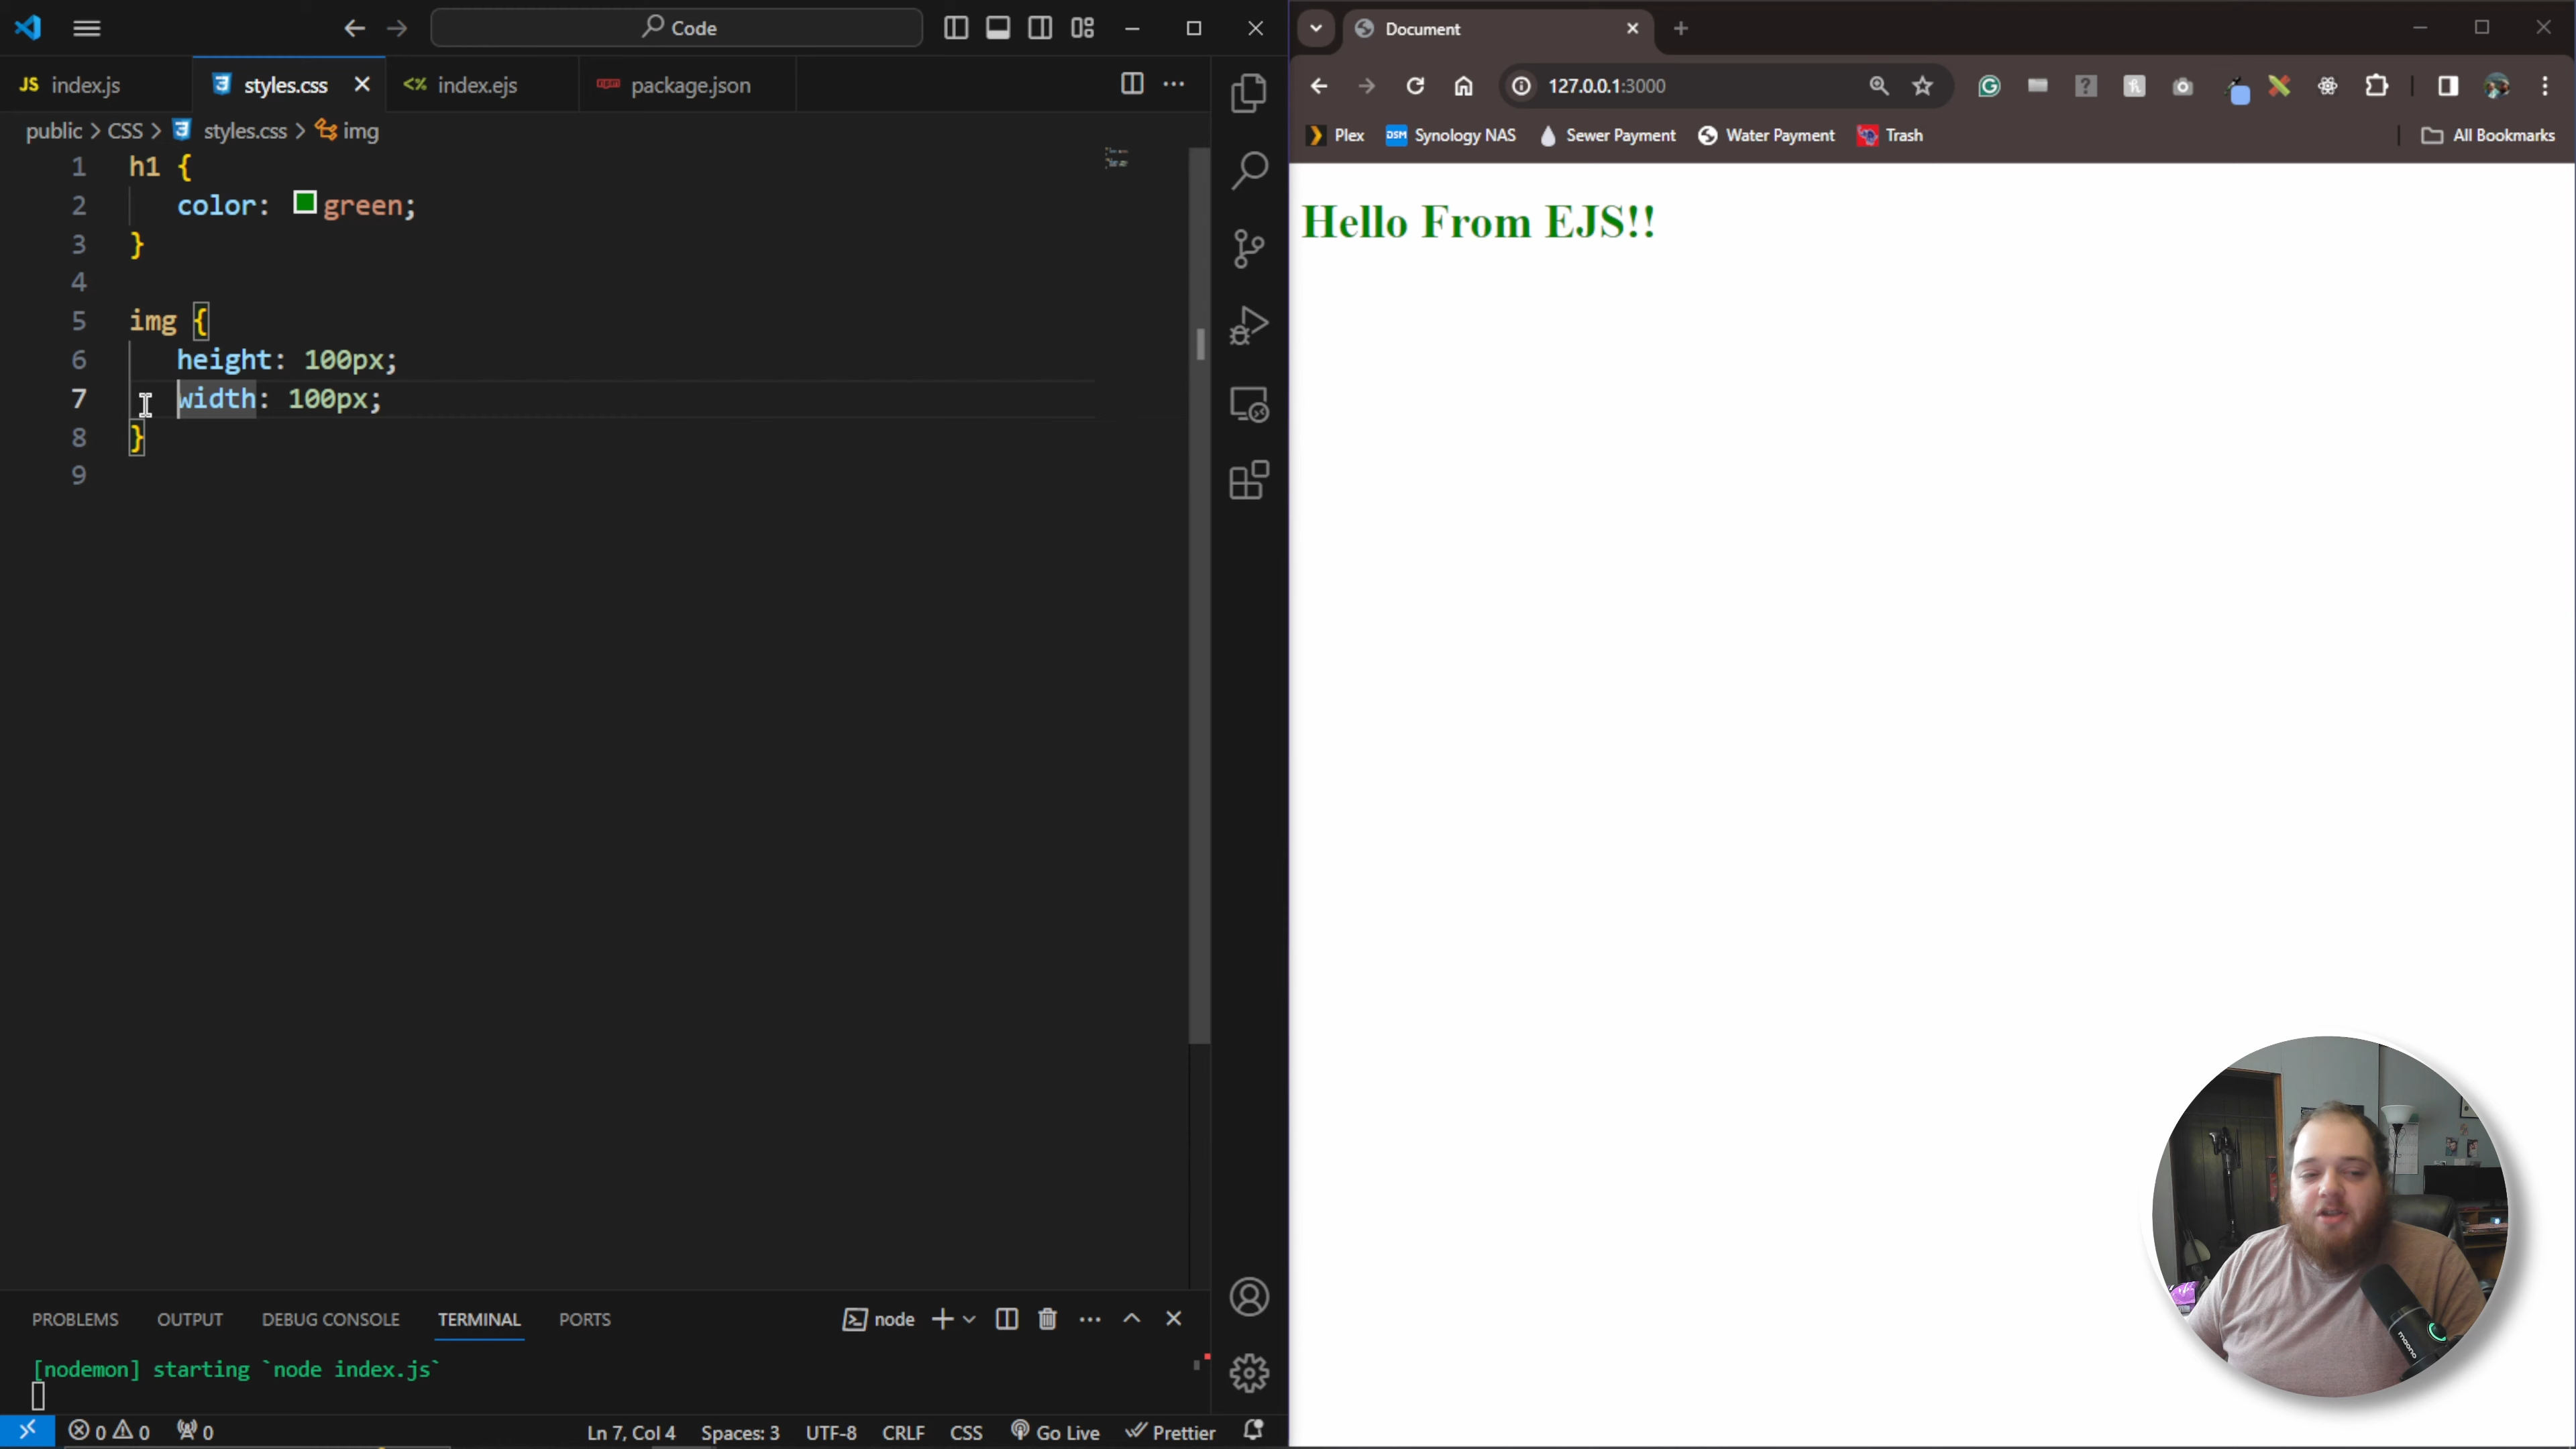 Code
JS index.js
styles.css
<% index.ejs
npm package.json
public > CSS > styles.css > img
1 h1 {
2 color: green;
3 }
4
5 img {
6 height: 100px;
7 width: 100px;
8 }
9
PROBLEMS OUTPUT DEBUG CONSOLE TERMINAL PORTS
node
[nodemon] starting `node index.js`
0 0 0
Ln 7, Col 4 Spaces: 3 UTF-8 CRLF CSS Go Live Prettier
Document
127.0.0.1:3000
Plex DSM Synology NAS Sewer Payment Water Payment Trash All Bookmarks
Hello From EJS!!
maono